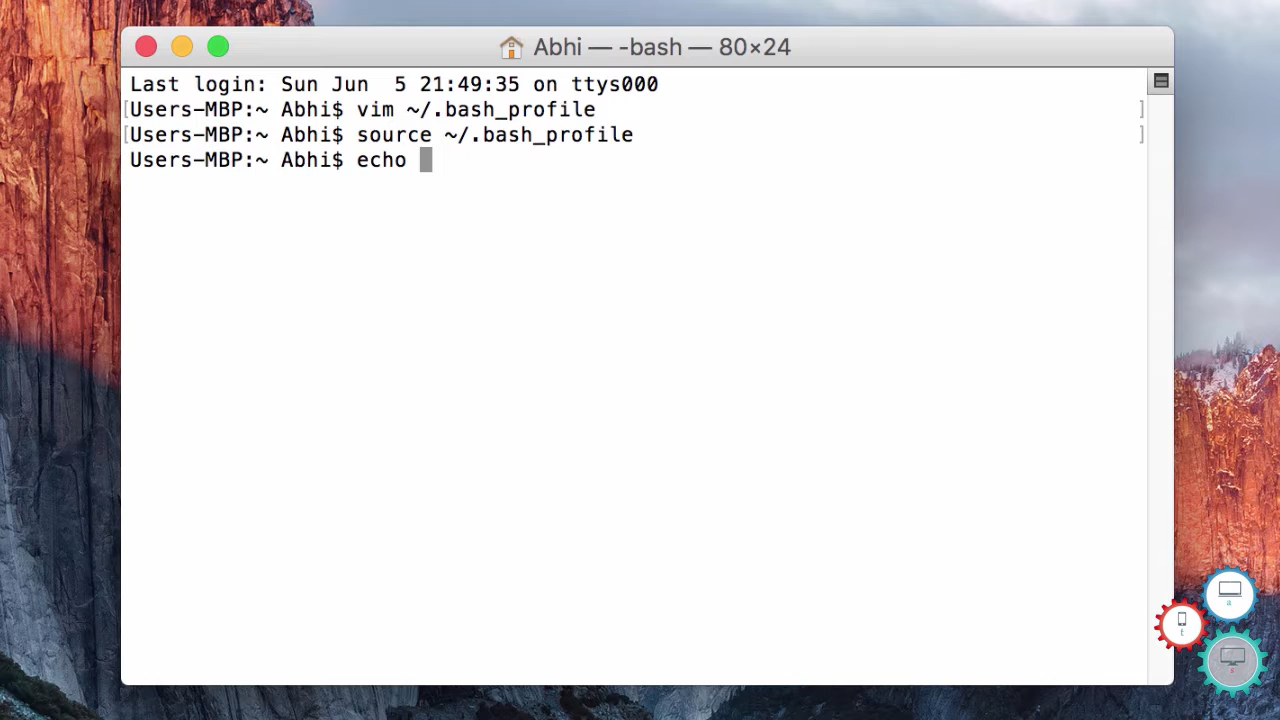 Abhi — -bash — 80×24
Last login: Sun Jun  5 21:49:35 on ttys000
[Users-MBP:~ Abhi$ vim ~/.bash_profile ]
[Users-MBP:~ Abhi$ source ~/.bash_profile ]
Users-MBP:~ Abhi$ echo
a
t
s